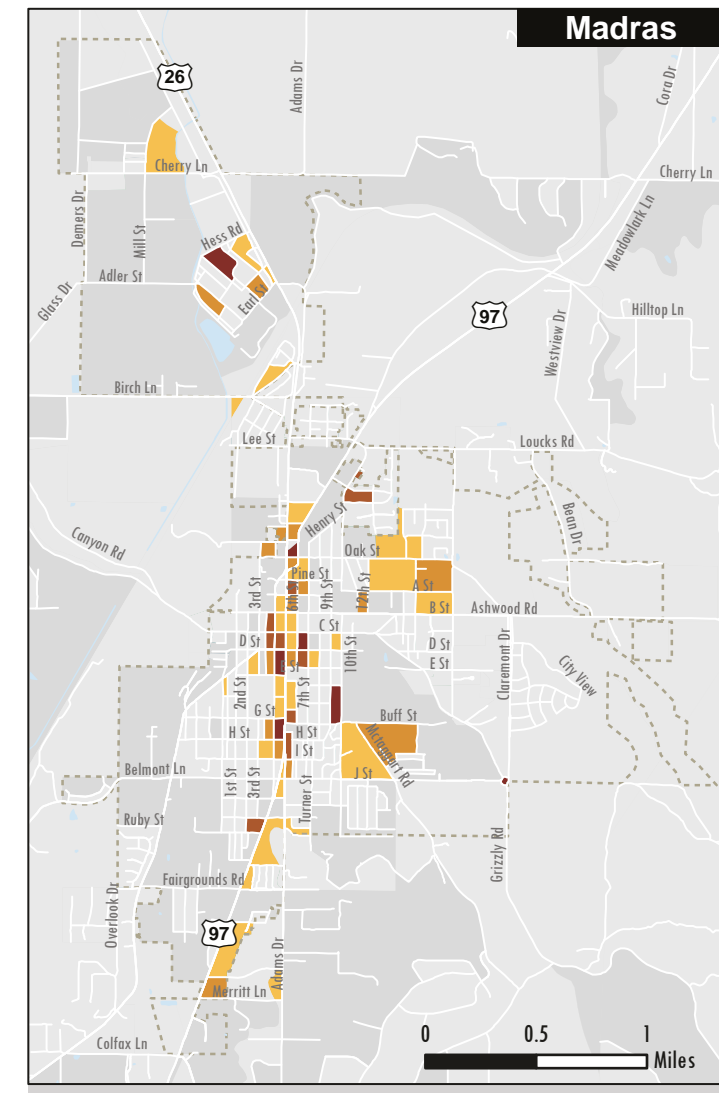 Madras
26
Adams Dr
Cora Dr
Cherry Ln
Cherry Ln
Demers Dr
Mill St
Hess Rd
Meadowlark Ln
Adler St
Earl St
Glass Dr
97
Hilltop Ln
Westview Dr
Birch Ln
Lee St
Loucks Rd
Henry St
Bean Dr
Canyon Rd
Oak St
Pine St
3rd St
6th St
9th St
12th St
A St
B St
Ashwood Rd
C St
D St
10th St
D St
E St
Claremont Dr
City View
2nd St
7th St
G St
Buff St
H St
H St
I St
McTaggart Rd
Belmont Ln
J St
1st St
3rd St
Turner St
Ruby St
Grizzly Rd
Fairgrounds Rd
Overlook Dr
97
Adams Dr
Merritt Ln
Colfax Ln
0 0.5 1
Miles